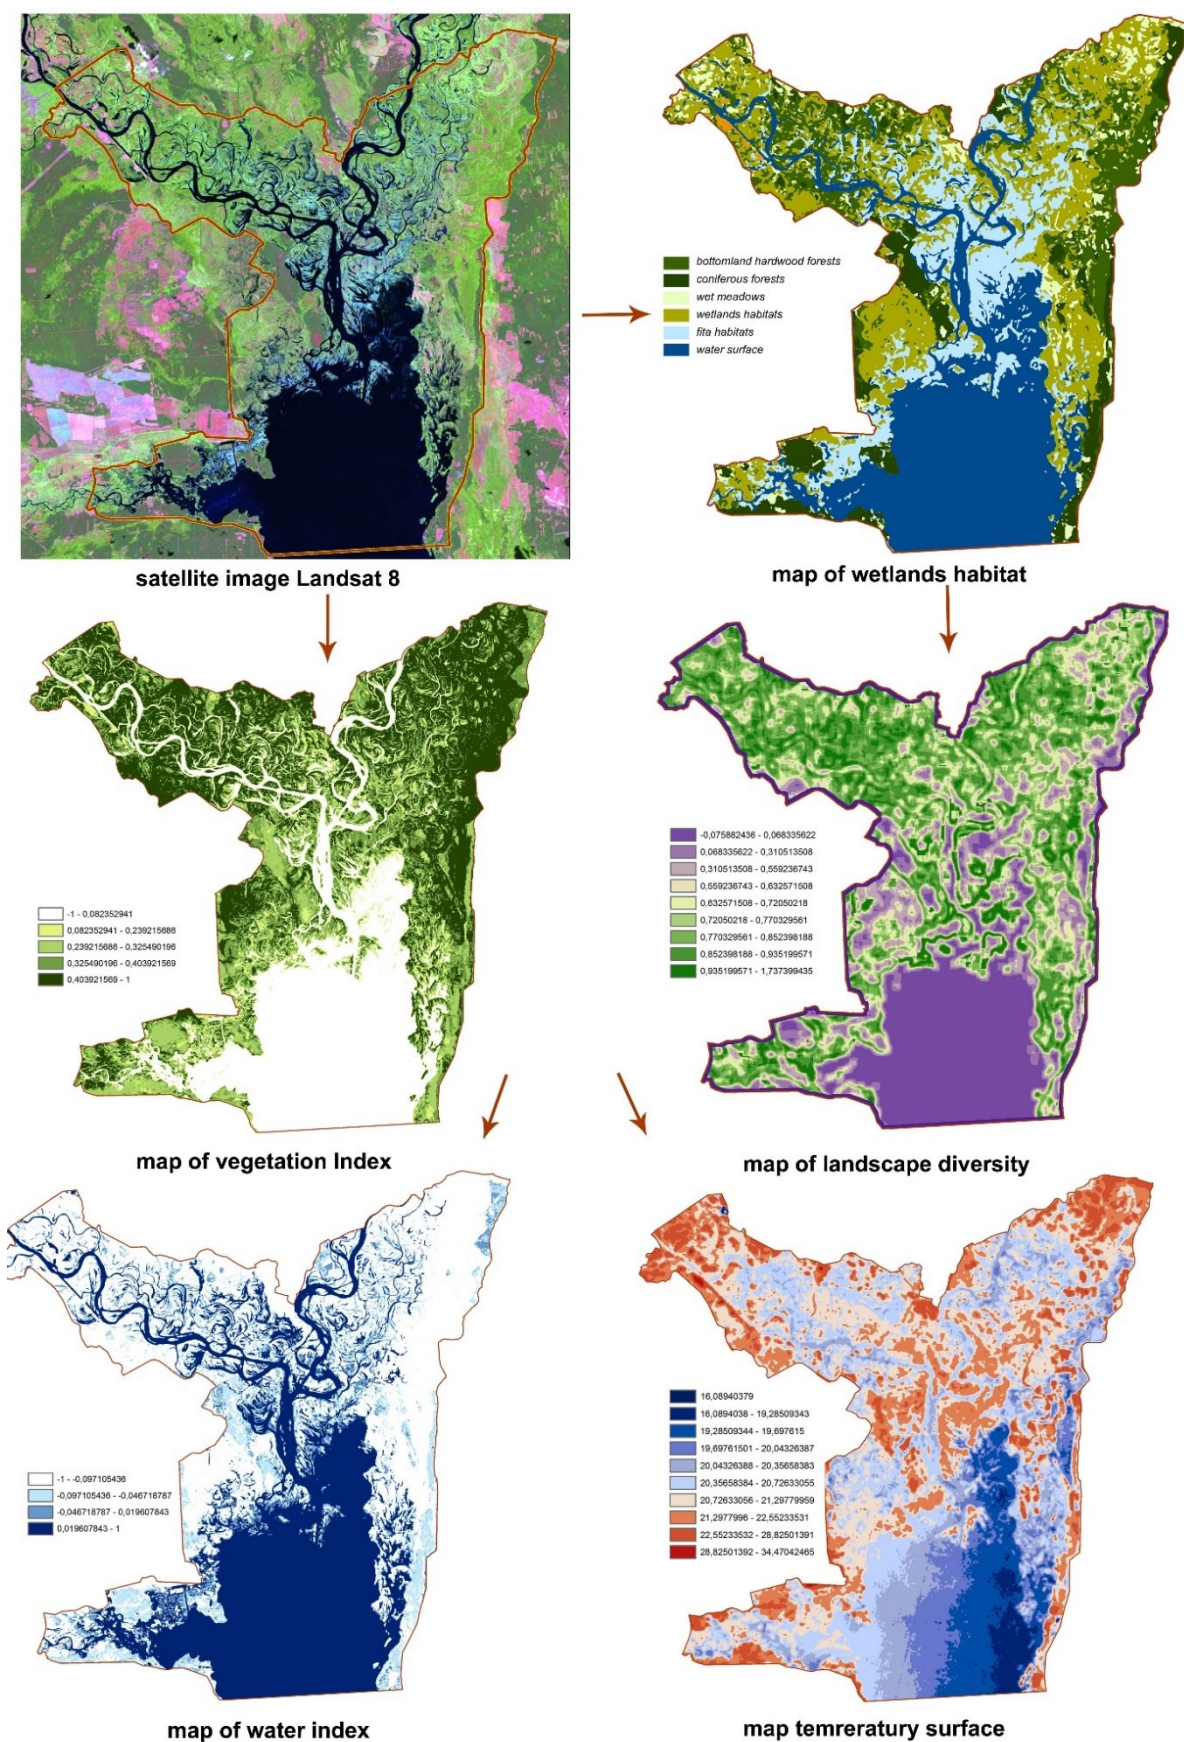 bottomland hardwood forests
coniferous forests
wet meadows
wetlands habitats
fita habitats
water surface
satellite image Landsat 8
map of wetlands habitat
-1 - 0,082352941
0,082352941 - 0,239215686
0,239215686 - 0,325490196
0,325490196 - 0,403921569
0,403921569 - 1
-0,075882436 - 0,068335622
0,068335622 - 0,310513508
0,310513508 - 0,559236743
0,559236743 - 0,632571508
0,632571508 - 0,72050218
0,72050218 - 0,770329561
0,770329561 - 0,852398188
0,852398188 - 0,935199571
0,935199571 - 1,737399435
map of vegetation Index
map of landscape diversity
-1 - -0,097105436
-0,097105436 - -0,046718787
-0,046718787 - 0,019607843
0,019607843 - 1
16,08940379
16,0894038 - 19,28509343
19,28509344 - 19,697615
19,69761501 - 20,04326387
20,04326388 - 20,35658383
20,35658384 - 20,72633055
20,72633056 - 21,29779959
21,2977996 - 22,55233531
22,55233532 - 28,82501391
28,82501392 - 34,47042465
map of water index
map temreratury surface